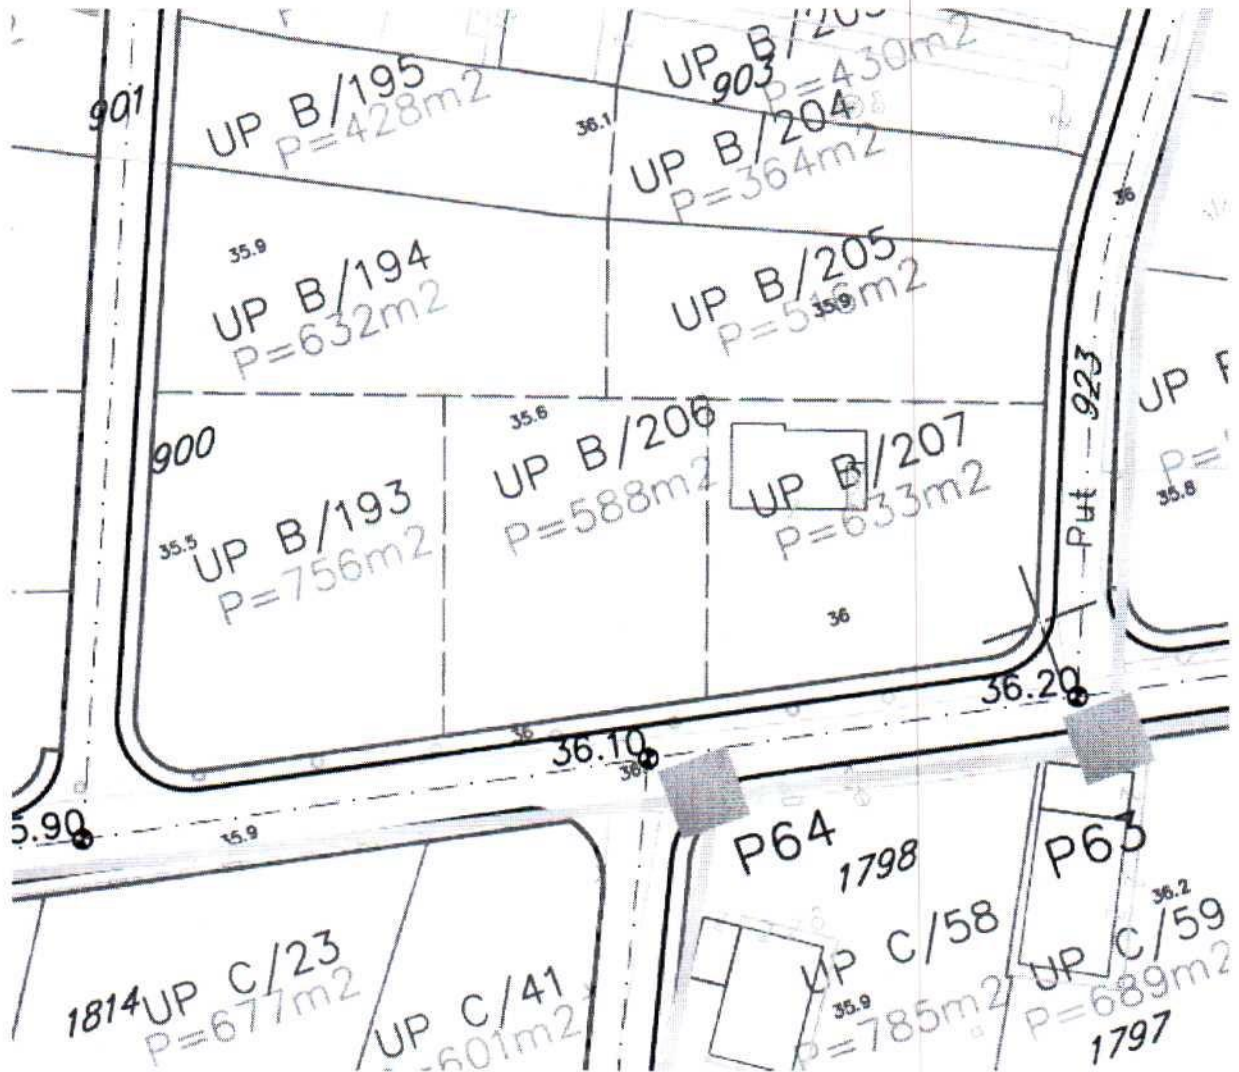 901
UP B/195
P=428m2
903
P=430m2
36.1
UP B/204
P=364m2
36
35.9
UP B/194
P=632m2
UP B/205
35.9
900
35.6
UP B/206
P=588m2
UP B/207
P=633m2
Put 923
35.8
35.5
UP B/193
P=756m2
36
36.20
36
36.10
36
5.90
35.9
P64
1798
P63
36.2
UP C/58
35.9
P=785m2
UP C/59
P=689m2
1797
1814
UP C/23
P=677m2
UP C/41
601m2